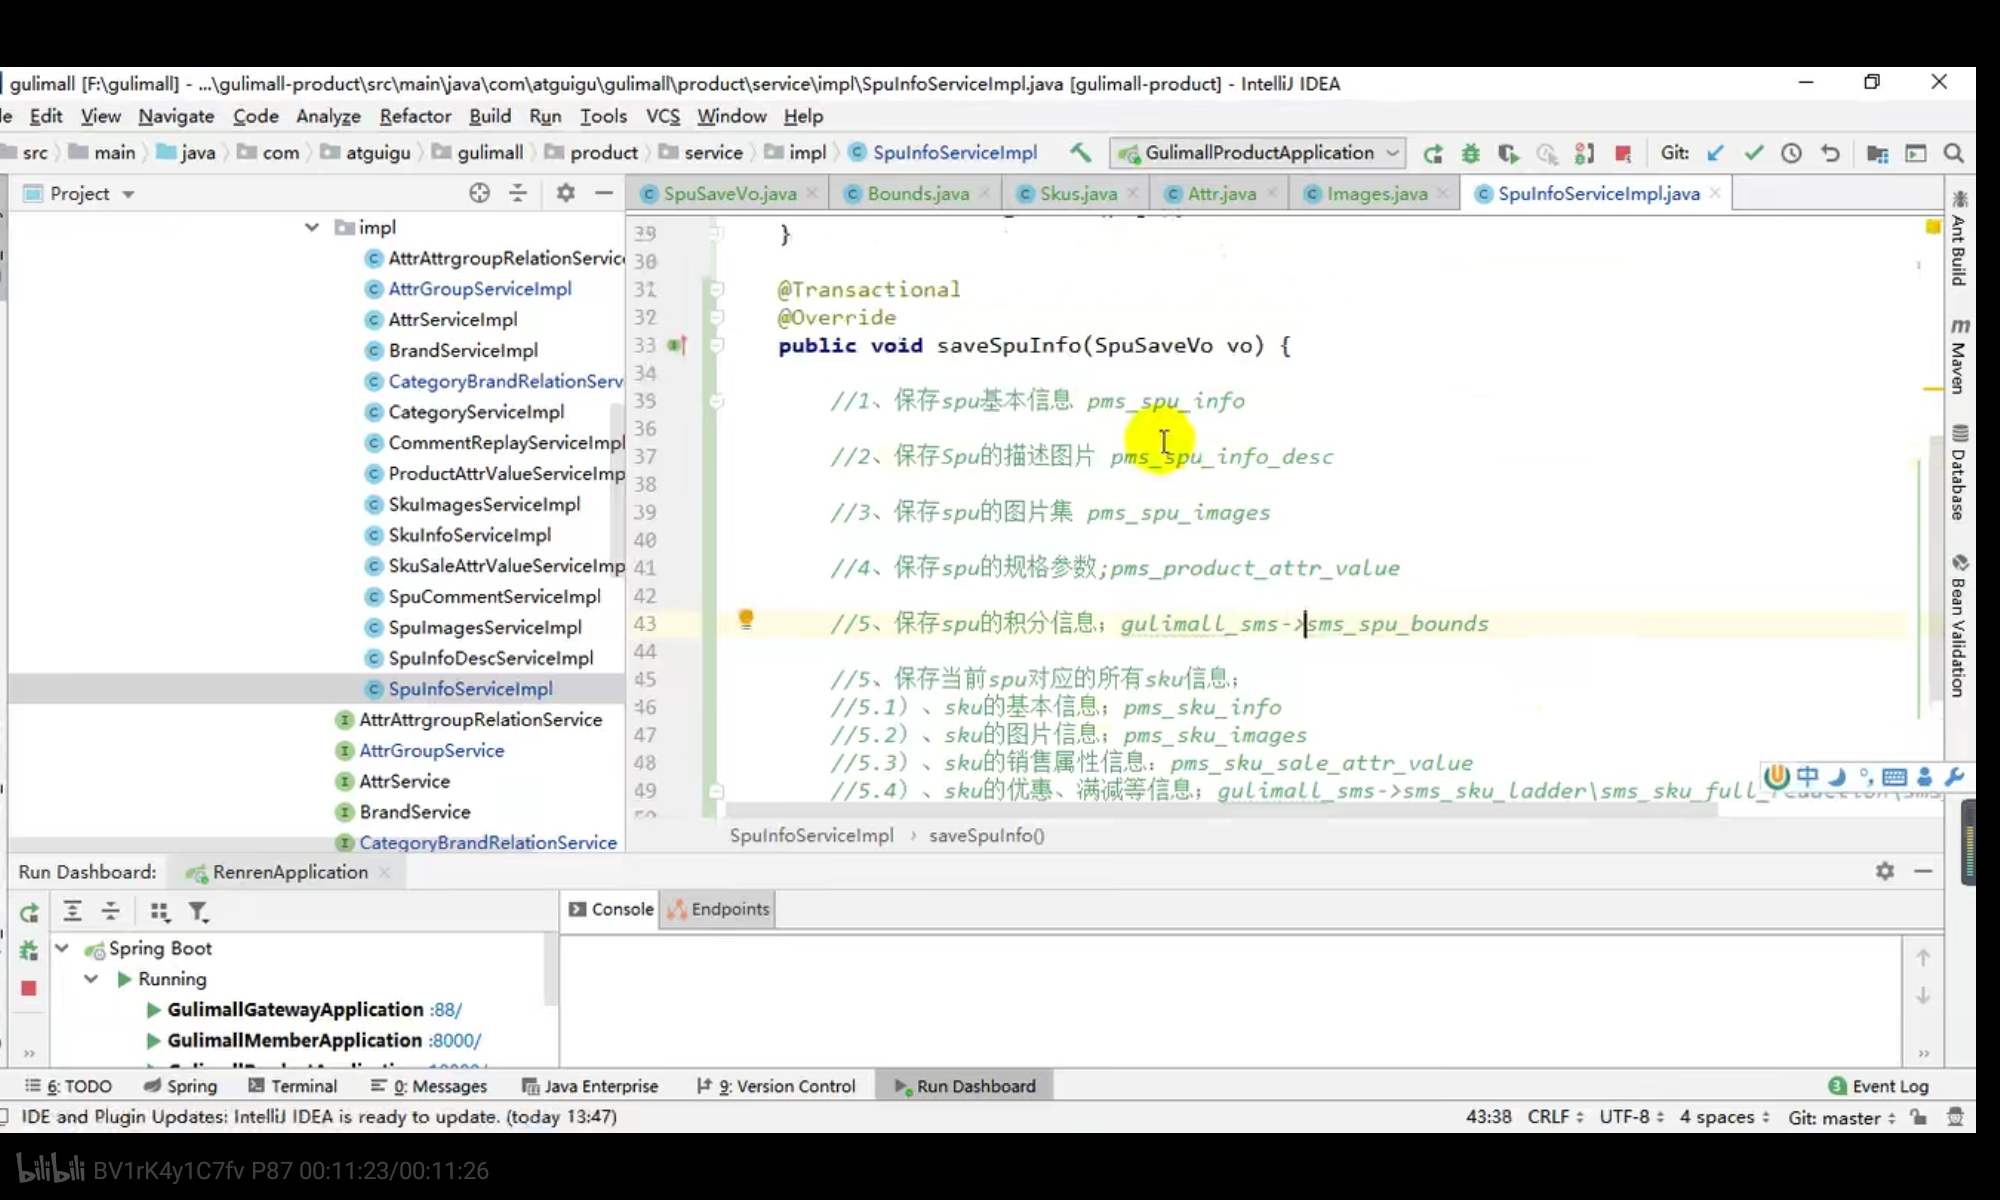 gulimall [F:\gulimall] - ...\gulimall-product\src\main\java\com\atguigu\gulimall\product\service\impl\SpuInfoServiceImpl.java [gulimall-product] - IntelliJ IDEA
Edit View Navigate Code Analyze Refactor Build Run Tools VCS Window Help
src main java com atguigu gulimall product service impl SpuInfoServiceImpl GulimallProductApplication Git:
Project SpuSaveVo.java Bounds.java Skus.java Attr.java Images.java SpuInfoServiceImpl.java
impl
AttrAttrgroupRelationServic
AttrGroupServiceImpl
AttrServiceImpl
BrandServiceImpl
CategoryBrandRelationServ
CategoryServiceImpl
CommentReplayServiceImpl
ProductAttrValueServiceImp
SkuImagesServiceImpl
SkuInfoServiceImpl
SkuSaleAttrValueServiceImp
SpuCommentServiceImpl
SpuImagesServiceImpl
SpuInfoDescServiceImpl
SpuInfoServiceImpl
AttrAttrgroupRelationService
AttrGroupService
AttrService
BrandService
CategoryBrandRelationService
}
30
31 @Transactional
32 @Override
33 public void saveSpuInfo(SpuSaveVo vo) {
34
35 //1、保存spu基本信息 pms_spu_info
36
37 //2、保存Spu的描述图片 pms_spu_info_desc
38
39 //3、保存spu的图片集 pms_spu_images
40
41 //4、保存spu的规格参数;pms_product_attr_value
42
43 //5、保存spu的积分信息；gulimall_sms->sms_spu_bounds
44
45 //5、保存当前spu对应的所有sku信息；
46 //5.1）、sku的基本信息；pms_sku_info
47 //5.2）、sku的图片信息；pms_sku_images
48 //5.3）、sku的销售属性信息：pms_sku_sale_attr_value
49 //5.4）、sku的优惠、满减等信息；gulimall_sms->sms_sku_ladder\sms_sku_full_
SpuInfoServiceImpl saveSpuInfo()
Ant Build
Maven
Database
Bean Validation
中
Run Dashboard: RenrenApplication
Console Endpoints
Spring Boot
Running
GulimallGatewayApplication :88/
GulimallMemberApplication :8000/
6: TODO Spring Terminal 0: Messages Java Enterprise 9: Version Control Run Dashboard 3 Event Log
IDE and Plugin Updates: IntelliJ IDEA is ready to update. (today 13:47) 43:38 CRLF UTF-8 4 spaces Git: master
bilibili BV1rK4y1C7fv P87 00:11:23/00:11:26